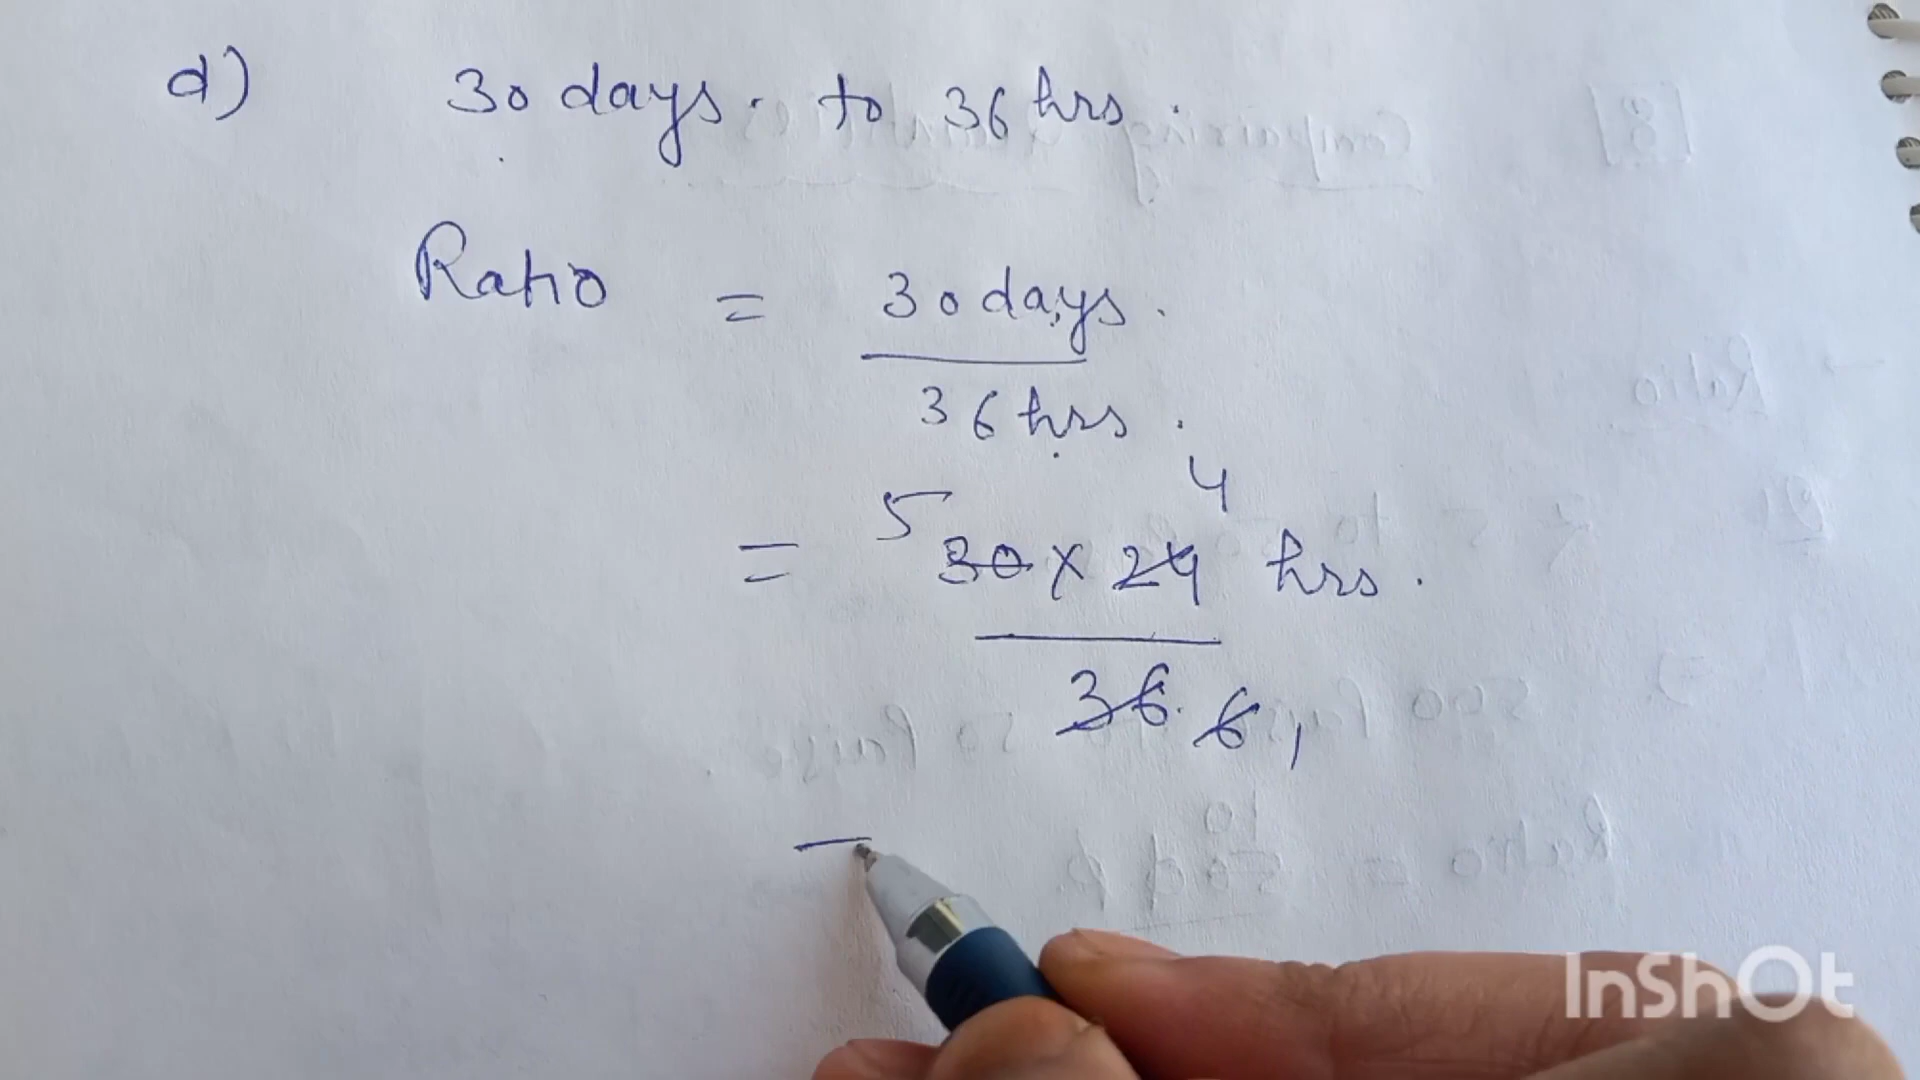 d) 30 days. to 36 hrs.
Ratio = 30 days.
36 hrs.
4
= 5 30 x 24 hrs.
36. 6,
InShOt